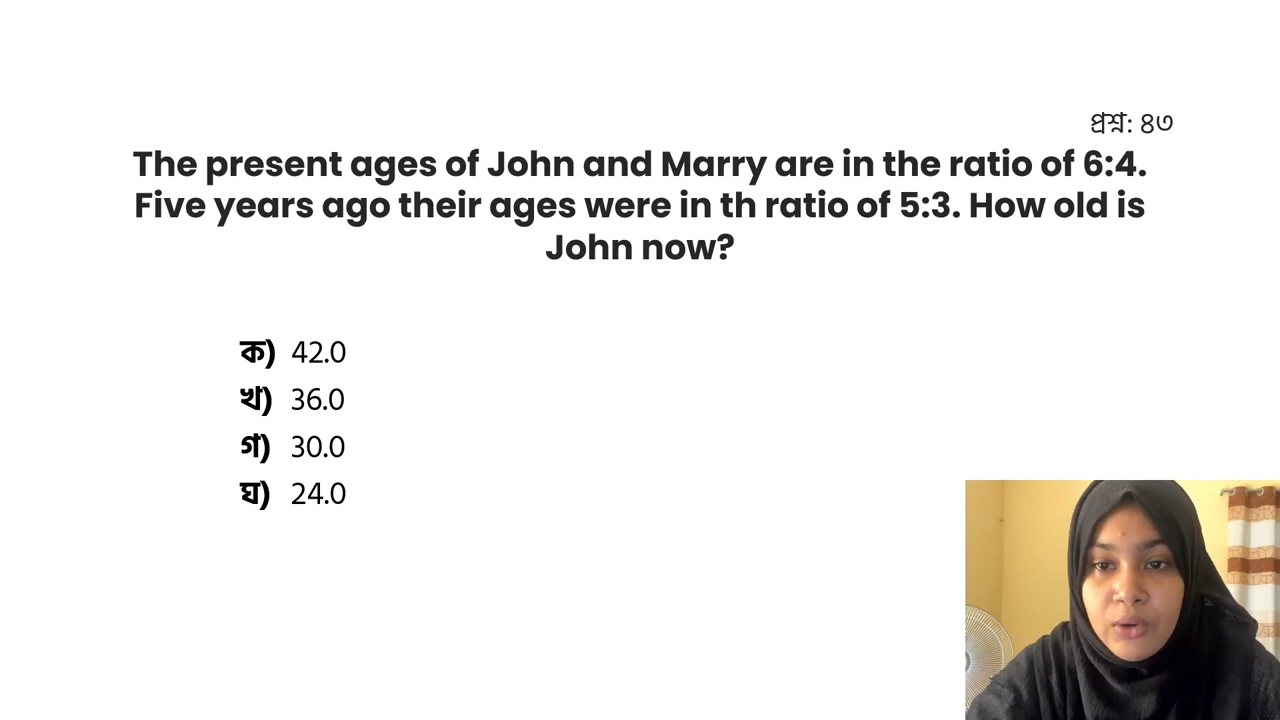 প্রশ্ন: ৪৩
The present ages of John and Marry are in the ratio of 6:4.
Five years ago their ages were in th ratio of 5:3. How old is
John now?
ক) 42.0
খ) 36.0
গ) 30.0
ঘ) 24.0